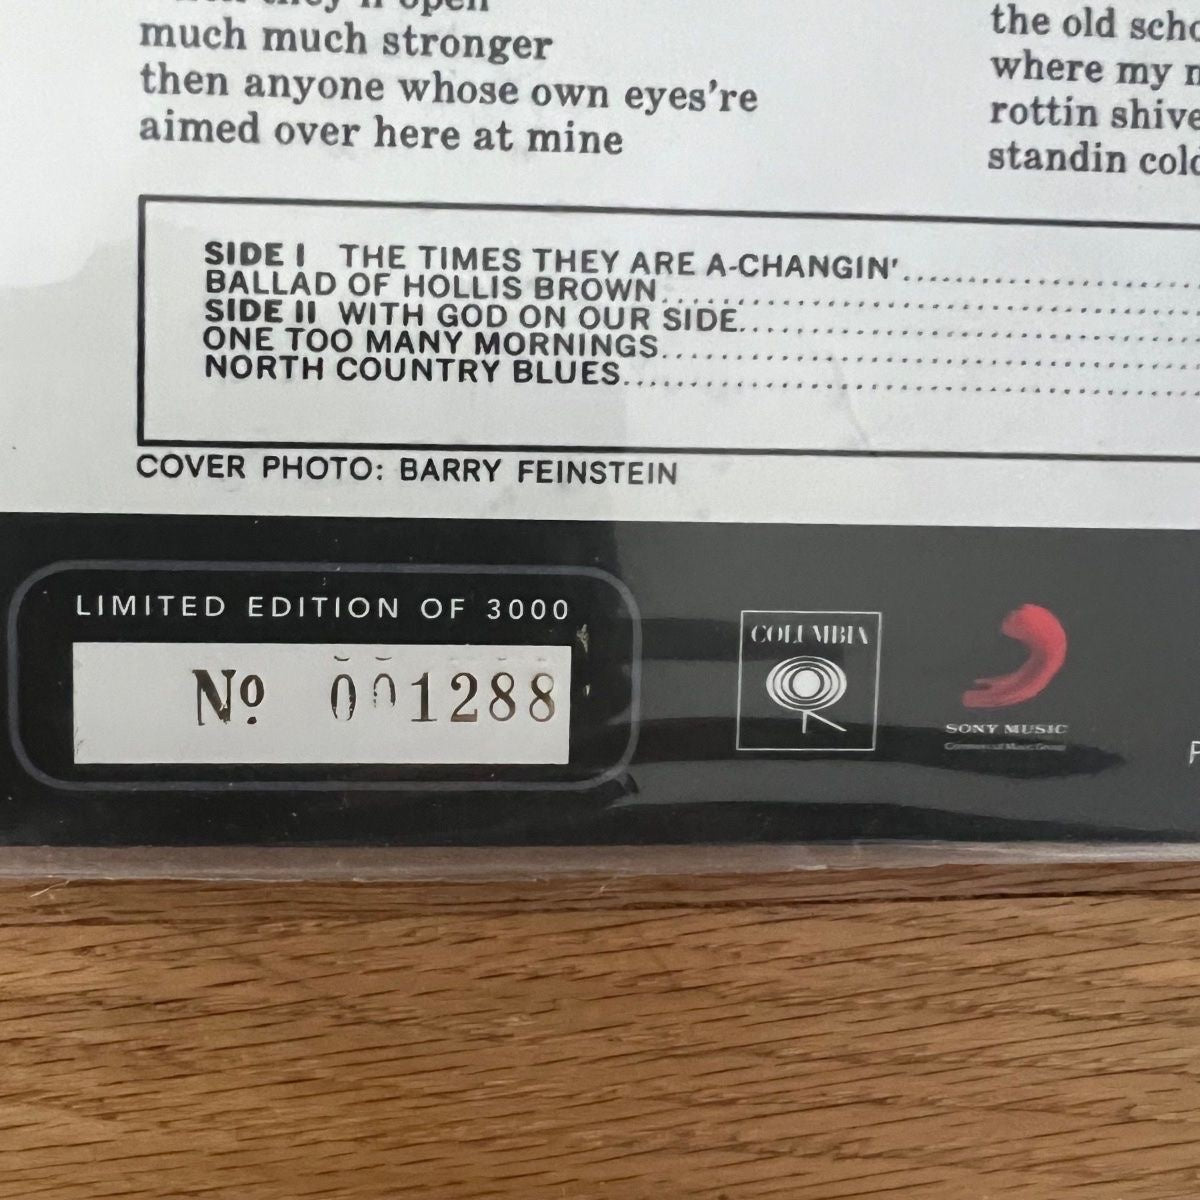 much much stronger
then anyone whose own eyes're
aimed over here at mine
the old
where my
rottin
standin
SIDE I THE TIMES THEY ARE A-CHANGIN'
BALLAD OF HOLLIS BROWN
SIDE II WITH GOD ON OUR SIDE
ONE TOO MANY MORNINGS
NORTH COUNTRY BLUES
COVER PHOTO: BARRY FEINSTEIN
LIMITED EDITION OF 3000
Nº 001288
COLUMBIA
SONY MUSIC
Commercial Music Group